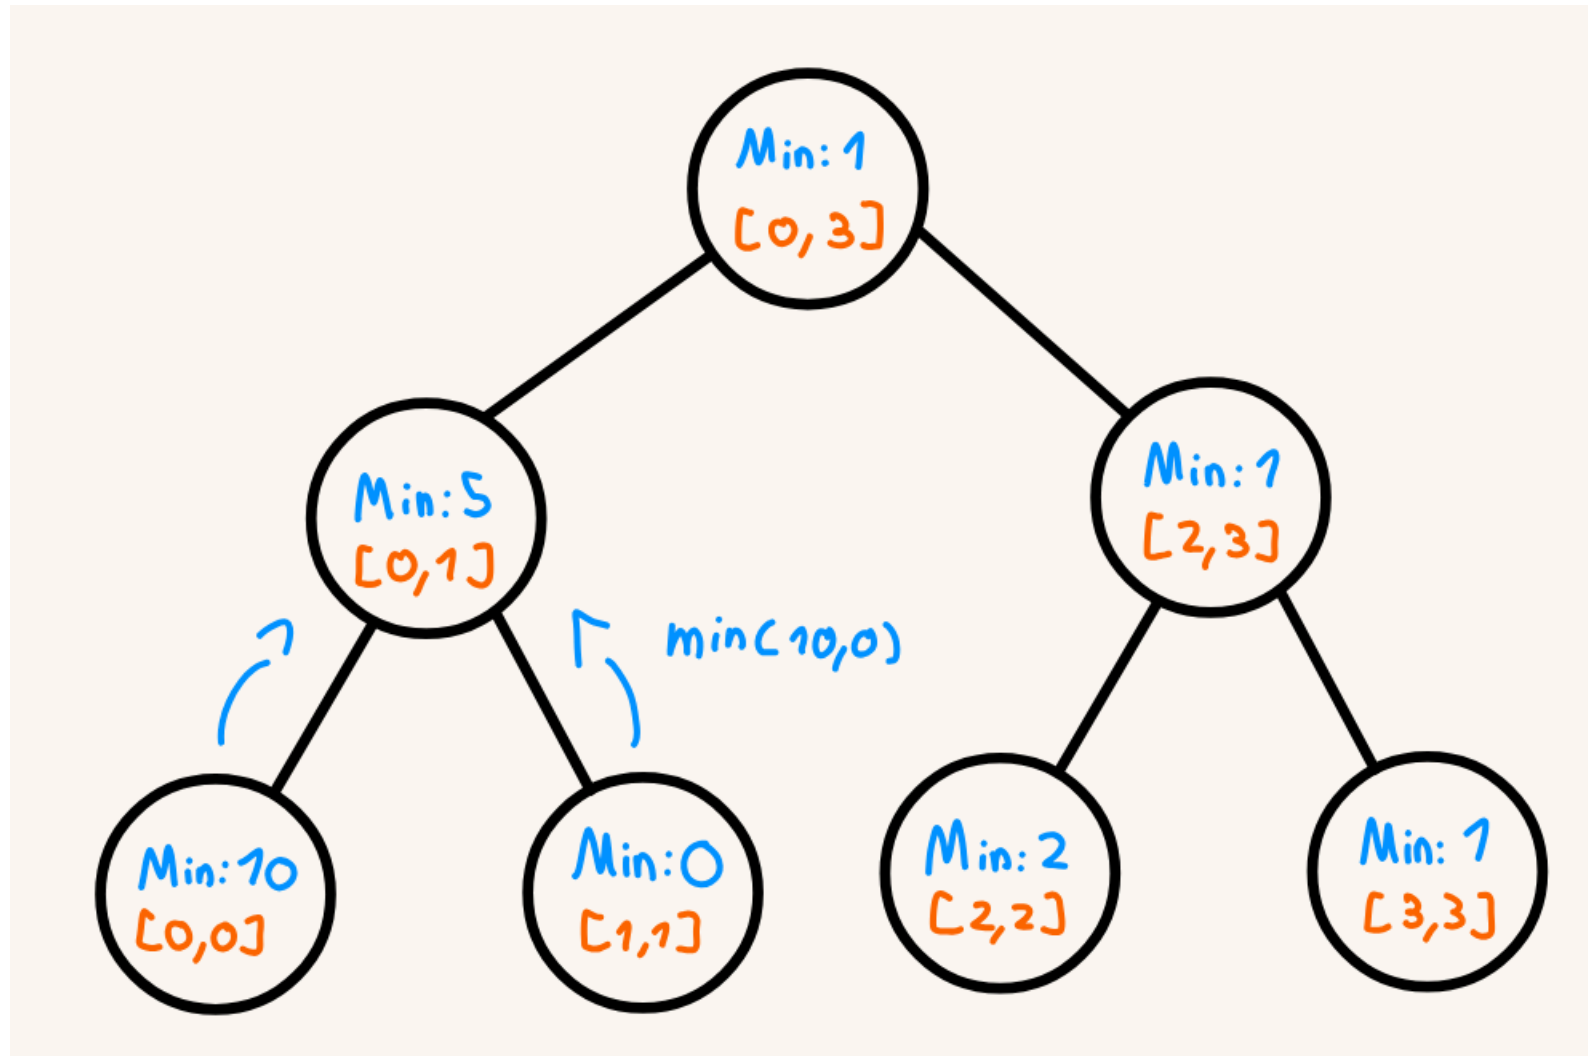 Min: 1
[0,3]
Min: 5
[0,1]
Min: 1
[2,3]
min(10,0)
Min: 10
[0,0]
Min: 0
[1,1]
Min: 2
[2,2]
Min: 1
[3,3]